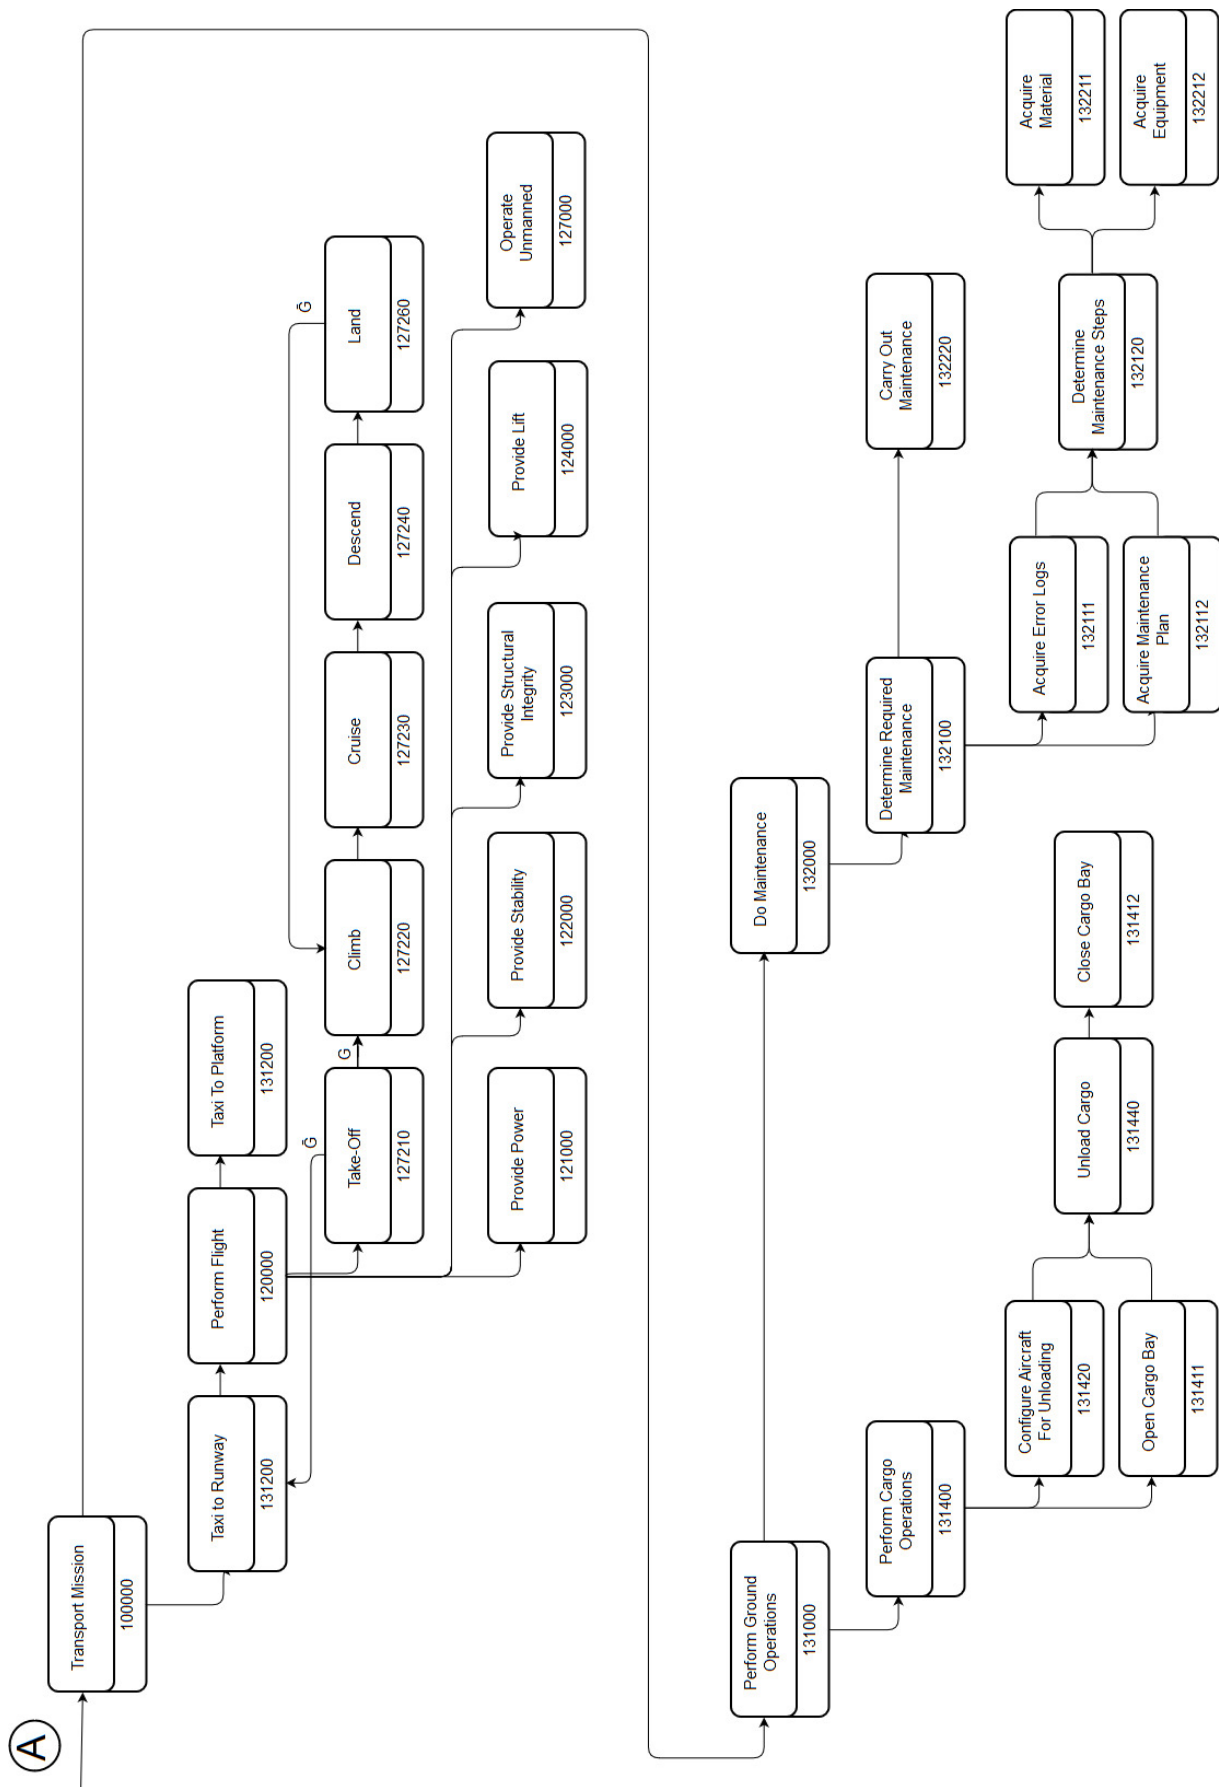 A
Transport Mission
100000
Taxi to Runway
131200
Perform Flight
120000
Taxi To Platform
131200
Take-Off
127210
Ḡ
G
Climb
127220
Cruise
127230
Descend
127240
Land
127260
Ḡ
Provide Power
121000
Provide Stability
122000
Provide Structural
Integrity
123000
Provide Lift
124000
Operate
Unmanned
127000
Perform Ground
Operations
131000
Do Maintenance
132000
Perform Cargo
Operations
131400
Determine Required
Maintenance
132100
Carry Out
Maintenance
132220
Configure Aircraft
For Unloading
131420
Open Cargo Bay
131411
Unload Cargo
131440
Close Cargo Bay
131412
Acquire Error Logs
132111
Acquire Maintenance
Plan
132112
Determine
Maintenance Steps
132120
Acquire
Material
132211
Acquire
Equipment
132212